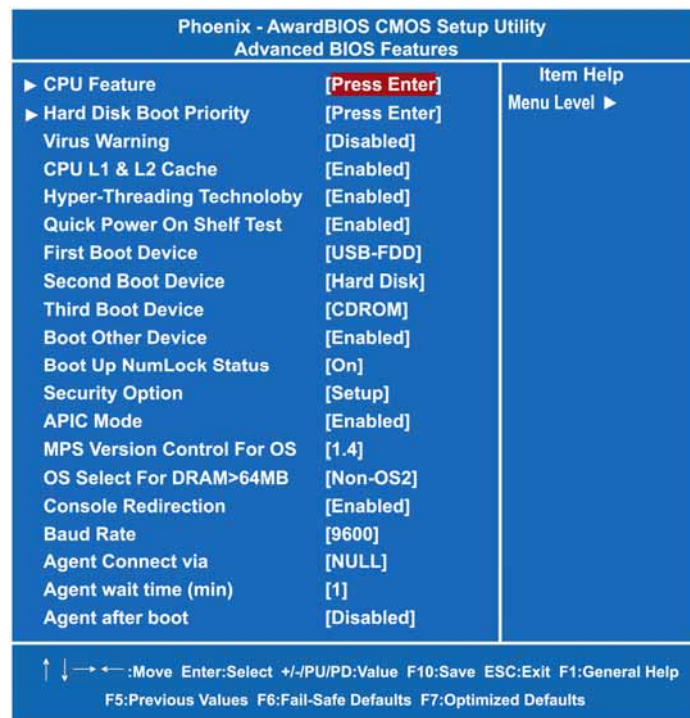 Phoenix - AwardBIOS CMOS Setup Utility
Advanced BIOS Features
▶ CPU Feature [Press Enter]
▶ Hard Disk Boot Priority [Press Enter]
Virus Warning [Disabled]
CPU L1 & L2 Cache [Enabled]
Hyper-Threading Technoloby [Enabled]
Quick Power On Shelf Test [Enabled]
First Boot Device [USB-FDD]
Second Boot Device [Hard Disk]
Third Boot Device [CDROM]
Boot Other Device [Enabled]
Boot Up NumLock Status [On]
Security Option [Setup]
APIC Mode [Enabled]
MPS Version Control For OS [1.4]
OS Select For DRAM>64MB [Non-OS2]
Console Redirection [Enabled]
Baud Rate [9600]
Agent Connect via [NULL]
Agent wait time (min) [1]
Agent after boot [Disabled]
Item Help
Menu Level ▶
↑ ↓ → ← :Move Enter:Select +/-/PU/PD:Value F10:Save ESC:Exit F1:General Help
F5:Previous Values F6:Fail-Safe Defaults F7:Optimized Defaults